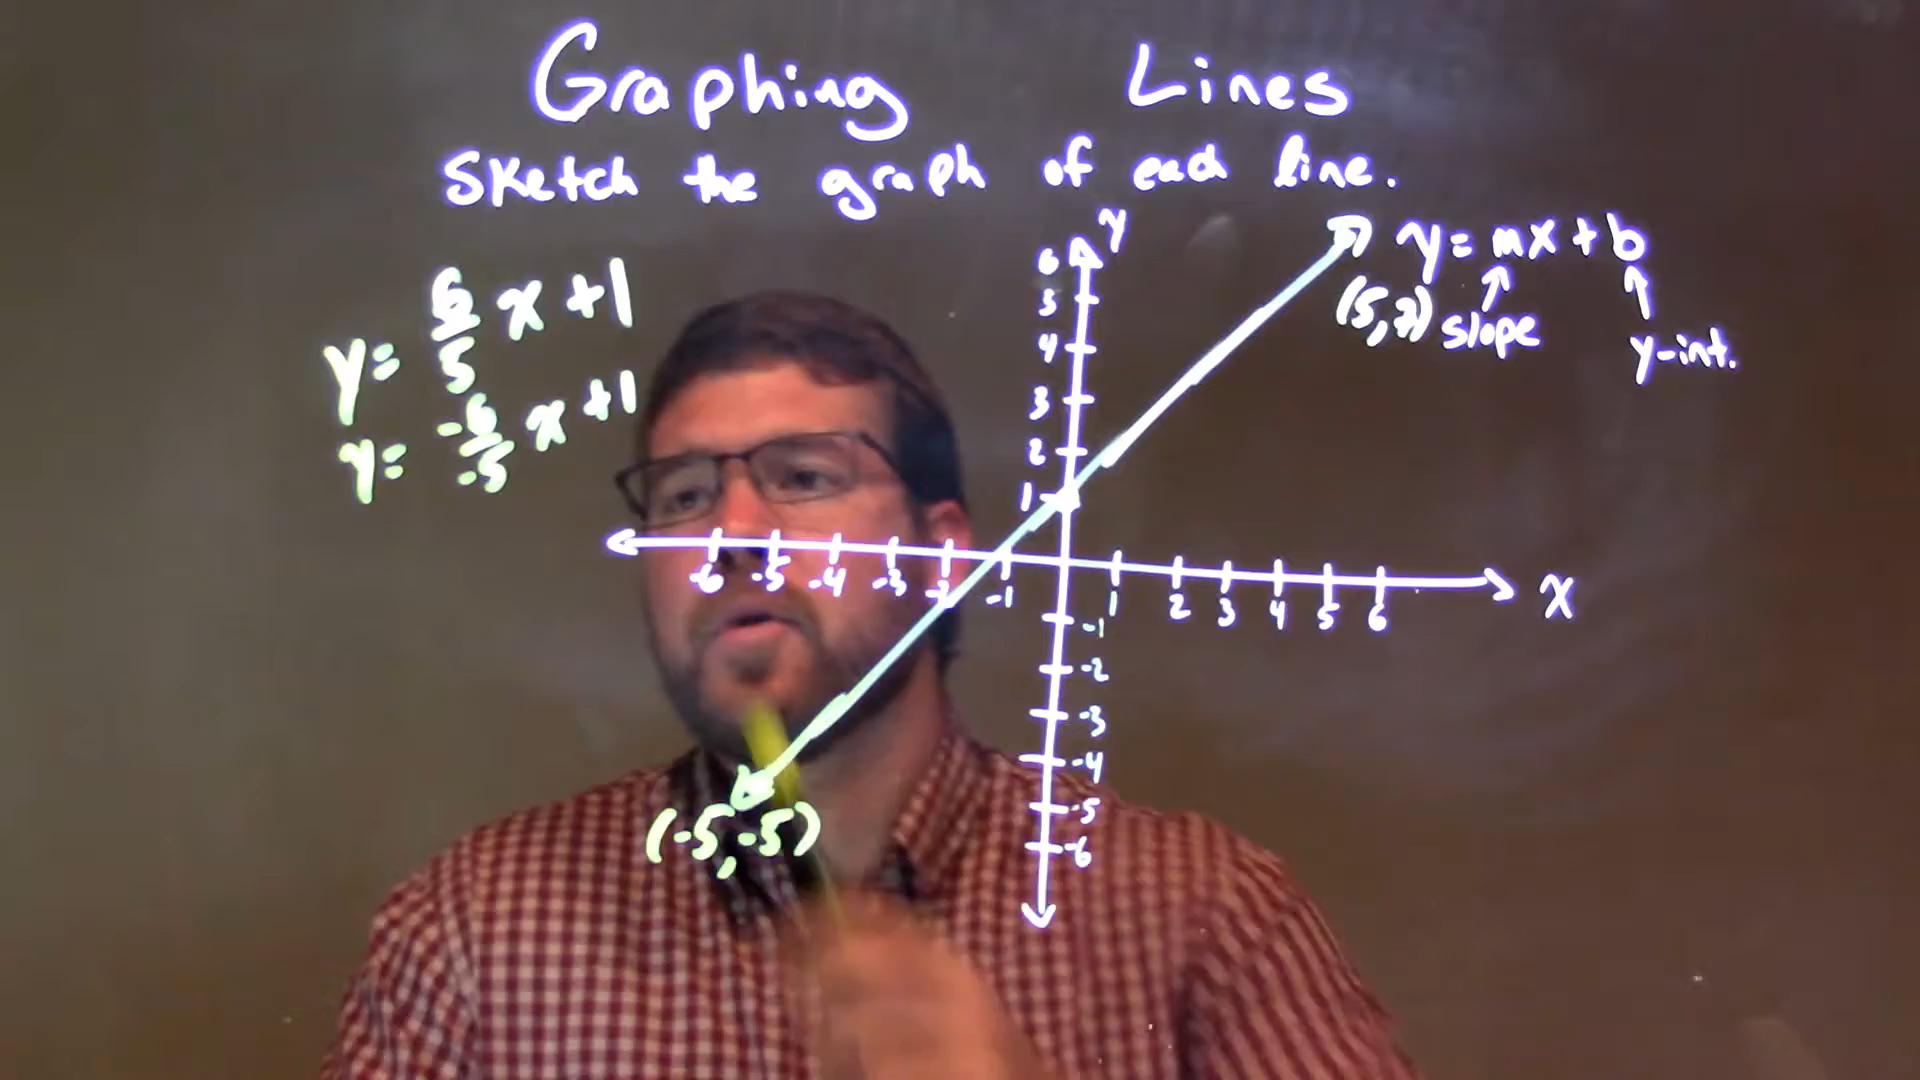 Graphing Lines
Sketch the graph of each line.
y = 6/5 x + 1
y = -6/-5 x + 1
y = mx + b
slope
y-int.
(5,7)
y
6
5
4
3
2
1
-6 -5 -4 -3 -2 -1 1 2 3 4 5 6 x
-1
-2
-3
-4
-5
-6
(-5,-5)